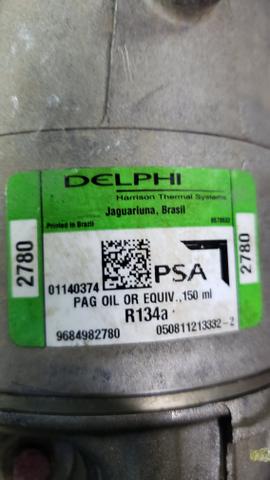 DELPHI
Harrison Thermal Systems
Jaguariuna, Brasil
Printed in Brazil
2780
2780
PSA
01140374
PAG OIL OR EQUIV.,150 ml
R134a
9684982780
050811213332-2